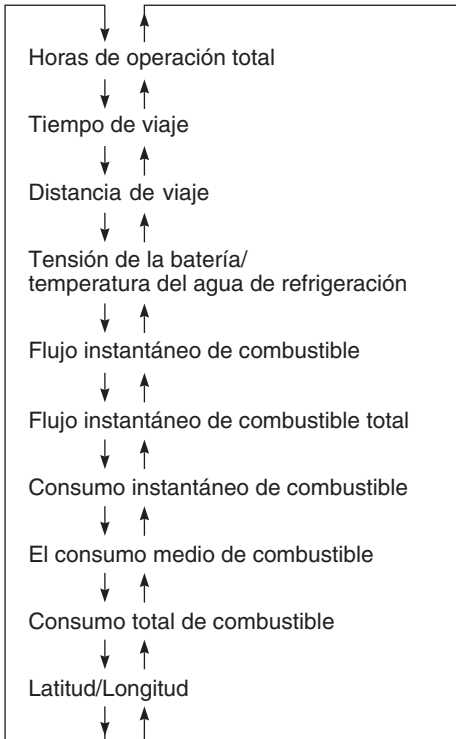 Horas de operación total
Tiempo de viaje
Distancia de viaje
Tensión de la batería/
temperatura del agua de refrigeración
Flujo instantáneo de combustible
Flujo instantáneo de combustible total
Consumo instantáneo de combustible
El consumo medio de combustible
Consumo total de combustible
Latitud/Longitud